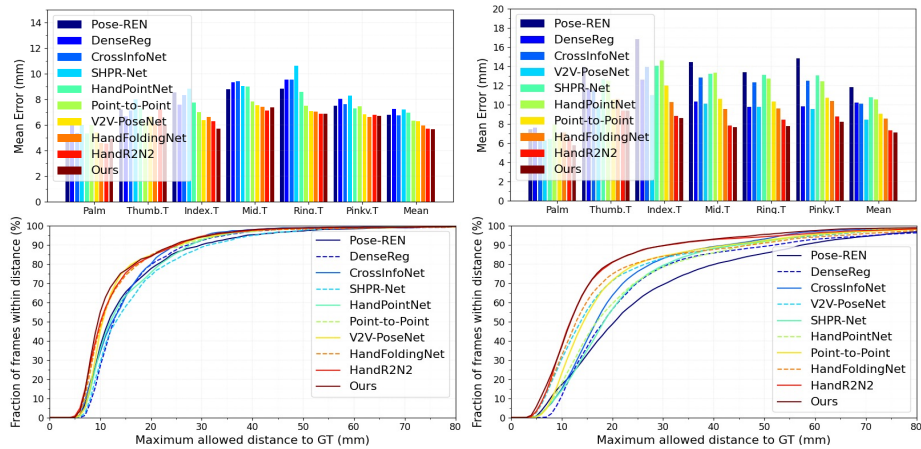 14
12
10
8
6
4
2
0
Mean Error (mm)
Pose-REN
DenseReg
CrossInfoNet
SHPR-Net
HandPointNet
Point-to-Point
V2V-PoseNet
HandFoldingNet
HandR2N2
Ours
Palm Thumb.T Index.T Mid.T Ring.T Pinky.T Mean
20
18
16
14
12
10
8
6
4
2
0
Mean Error (mm)
Pose-REN
DenseReg
CrossInfoNet
V2V-PoseNet
SHPR-Net
HandPointNet
Point-to-Point
HandFoldingNet
HandR2N2
Ours
Palm Thumb.T Index.T Mid.T Ring.T Pinky.T Mean
100
90
80
70
60
50
40
30
20
10
0
Fraction of frames within distance (%)
Pose-REN
DenseReg
CrossInfoNet
SHPR-Net
HandPointNet
Point-to-Point
V2V-PoseNet
HandFoldingNet
HandR2N2
Ours
0 10 20 30 40 50 60 70 80
Maximum allowed distance to GT (mm)
100
90
80
70
60
50
40
30
20
10
0
Fraction of frames within distance (%)
Pose-REN
DenseReg
CrossInfoNet
V2V-PoseNet
SHPR-Net
HandPointNet
Point-to-Point
HandFoldingNet
HandR2N2
Ours
0 10 20 30 40 50 60 70 80
Maximum allowed distance to GT (mm)